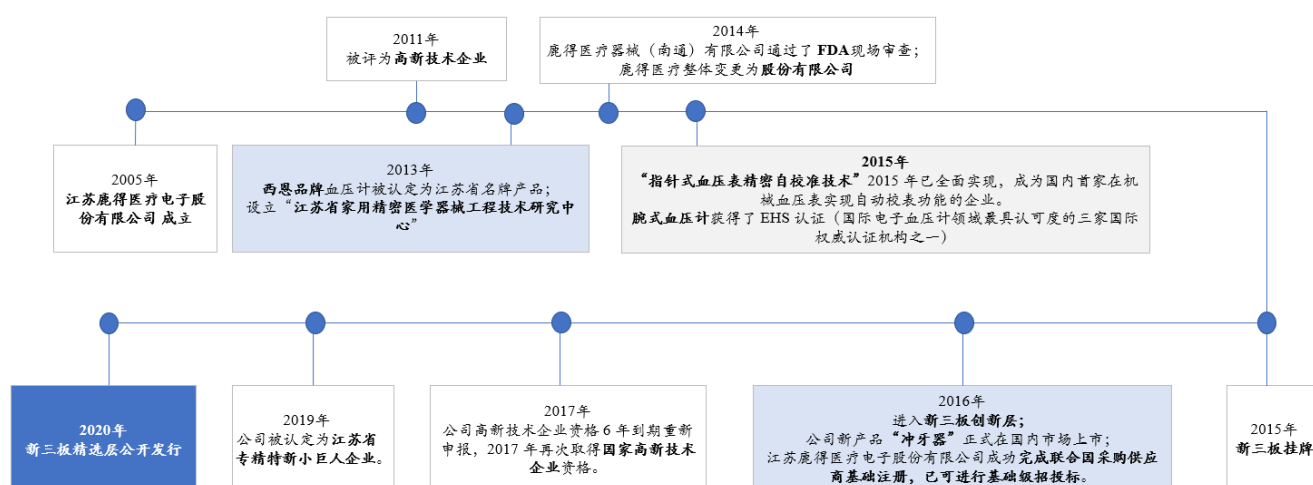 2011年
被评为高新技术企业
2014年
鹿得医疗器械（南通）有限公司通过了 FDA现场审查；
鹿得医疗整体变更为股份有限公司
2005年
江苏鹿得医疗电子股
份有限公司 成立
2013年
西恩品牌血压计被认定为江苏省名牌产品；
设立“江苏省家用精密医学器械工程技术研究中
心”
2015年
“指针式血压表精密自校准技术”2015 年已全面实现，成为国内首家在机
械血压表实现自动校表功能的企业。
腕式血压计获得了 EHS 认证（国际电子血压计领域最具认可度的三家国际
权威认证机构之一）
2020年
新三板精选层公开发行
2019年
公司被认定为江苏省
专精特新小巨人企业。
2017年
公司高新技术企业资格 6 年到期重新
申报，2017 年再次取得国家高新技术
企业资格。
2016年
进入新三板创新层；
公司新产品“冲牙器”正式在国内市场上市；
江苏鹿得医疗电子股份有限公司成功完成联合国采购供应
商基础注册，已可进行基础级招投标。
2015年
新三板挂牌